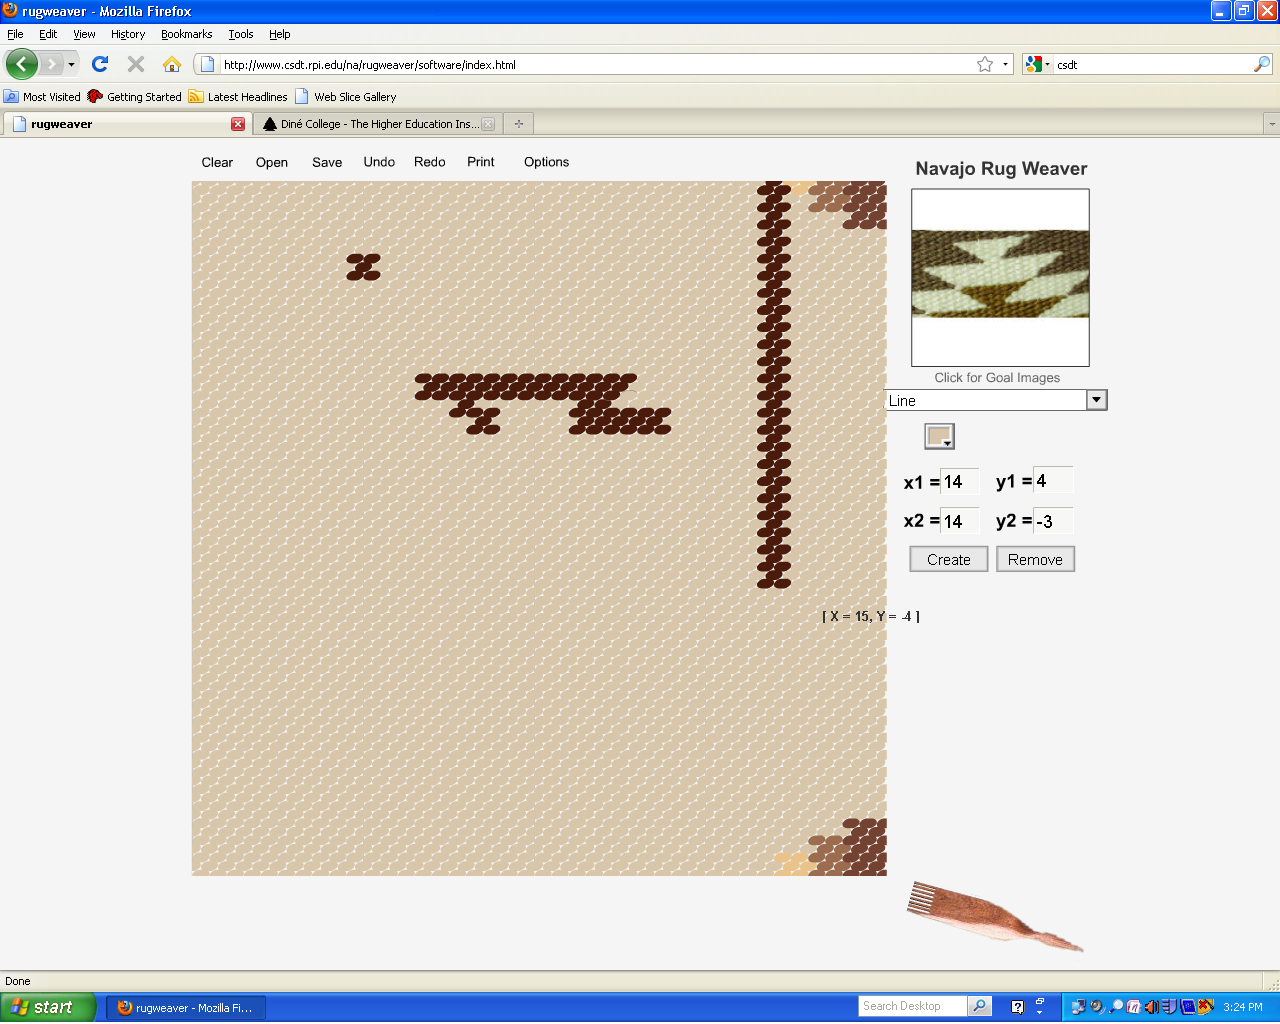 rugweaver - Mozilla Firefox
File Edit View History Bookmarks Tools Help
http://www.csdt.rpi.edu/na/rugweaver/software/index.html
csdt
Most Visited Getting Started Latest Headlines Web Slice Gallery
rugweaver
Diné College - The Higher Education Ins...
Clear Open Save Undo Redo Print Options
Navajo Rug Weaver
Click for Goal Images
Line
x1 = 14 y1 = 4
x2 = 14 y2 = -3
Create Remove
[ X = 15, Y = -4 ]
Done
start
rugweaver - Mozilla Fi...
Search Desktop
3:24 PM